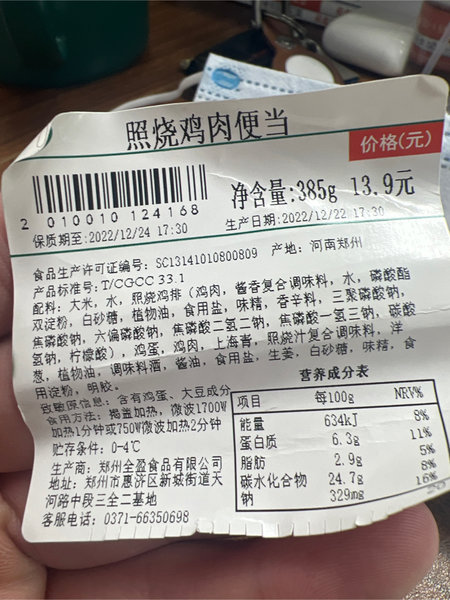 照烧鸡肉便当
价格(元)
2 010010 124168
净含量:385g 13.9元
保质期至:2022/12/24 17:30
生产日期:2022/12/22 17:30
食品生产许可证编号: SC13141010800809 产地: 河南郑州
产品标准号: T/CGCC 33.1
配料: 大米, 水, 照烧鸡排 (鸡肉, 酱香复合调味料, 水, 磷酸酯
双淀粉, 白砂糖, 植物油, 食用盐, 味精, 香辛料, 三聚磷酸钠,
焦磷酸钠, 六偏磷酸钠, 焦磷酸二氢二钠, 焦磷酸一氢三钠, 碳酸
氢钠, 柠檬酸), 鸡蛋, 鸡肉, 上海青, 照烧汁复合调味料, 洋
葱, 植物油, 调味料酒, 酱油, 食用盐, 生姜, 白砂糖, 味精, 食
用淀粉, 明胶.
致敏原信息: 含有鸡蛋、大豆成分
食用方法: 揭盖加热, 微波1700W
加热1分钟或750W微波加热2分钟
贮存条件: 0-4℃
生产商: 郑州全盈食品有限公司
地址: 郑州市惠济区新城街道天
河路中段三全二基地
客服电话: 0371-66350698
营养成分表
项目 每100g NRV%
能量 634kJ 8%
蛋白质 6.3g 11%
脂肪 2.9g 5%
碳水化合物 24.7g 8%
钠 329mg 16%